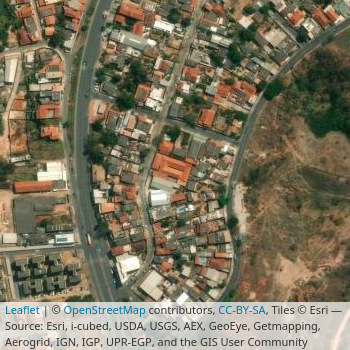 Leaflet | © OpenStreetMap contributors, CC-BY-SA, Tiles © Esri —
Source: Esri, i-cubed, USDA, USGS, AEX, GeoEye, Getmapping,
Aerogrid, IGN, IGP, UPR-EGP, and the GIS User Community